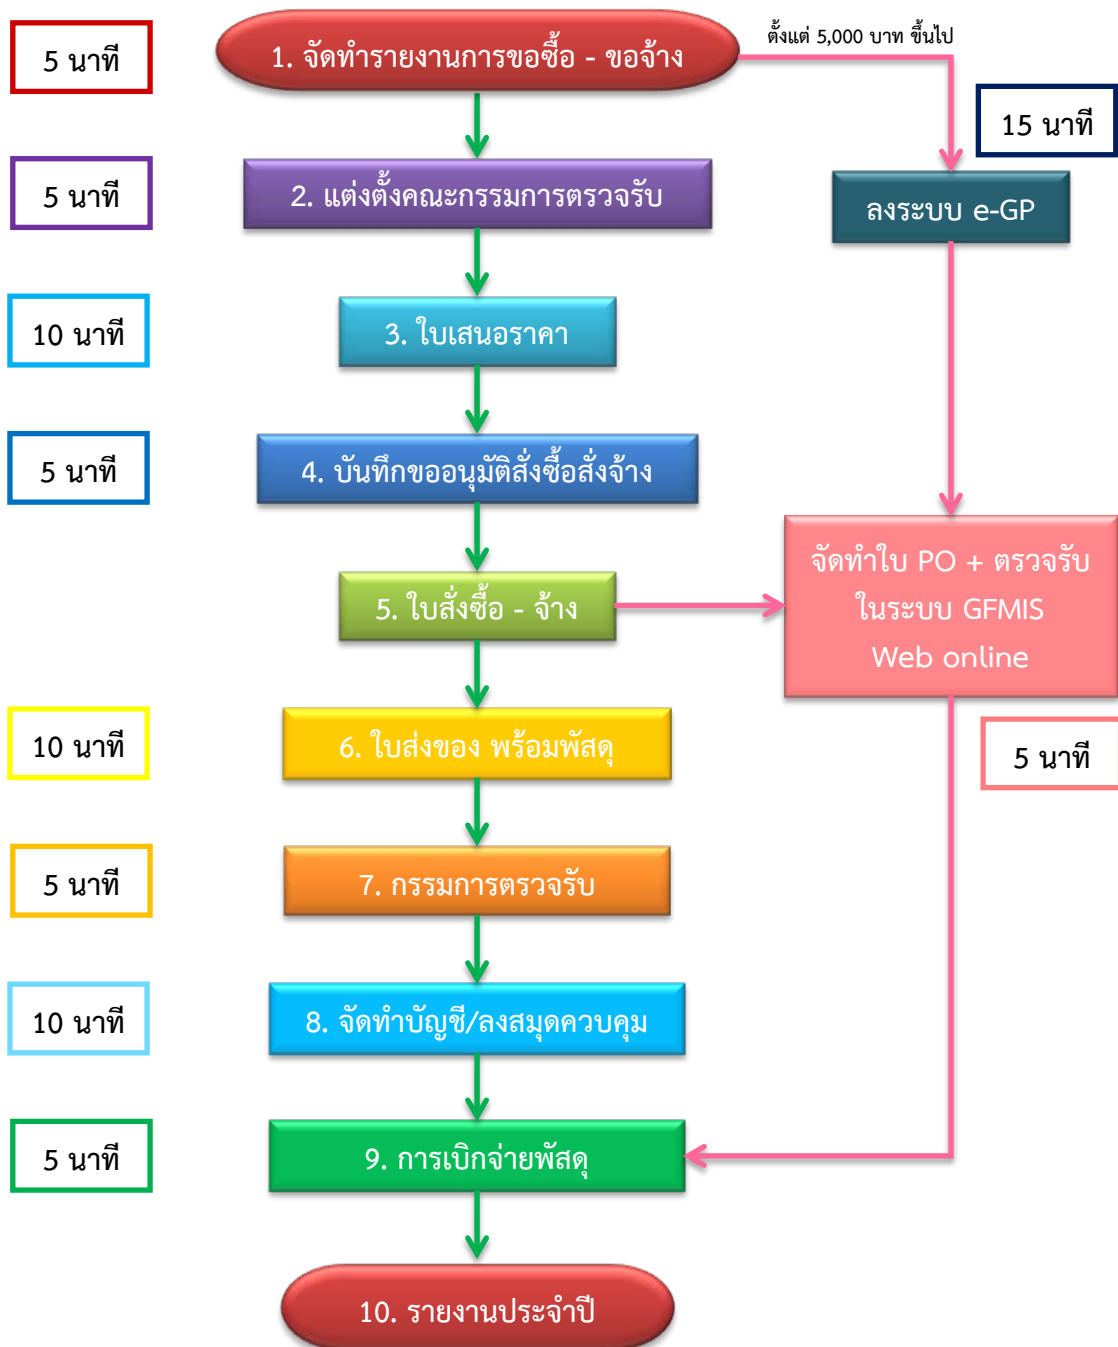 5 นาที
1. จัดทำรายงานการขอซื้อ - ขอจ้าง
ตั้งแต่ 5,000 บาท ขึ้นไป
15 นาที
5 นาที
2. แต่งตั้งคณะกรรมการตรวจรับ
ลงระบบ e-GP
10 นาที
3. ใบเสนอราคา
5 นาที
4. บันทึกขออนุมัติสั่งซื้อสั่งจ้าง
5. ใบสั่งซื้อ - จ้าง
จัดทำใบ PO + ตรวจรับ
ในระบบ GFMIS
Web online
10 นาที
6. ใบส่งของ พร้อมพัสดุ
5 นาที
5 นาที
7. กรรมการตรวจรับ
10 นาที
8. จัดทำบัญชี/ลงสมุดควบคุม
5 นาที
9. การเบิกจ่ายพัสดุ
10. รายงานประจำปี